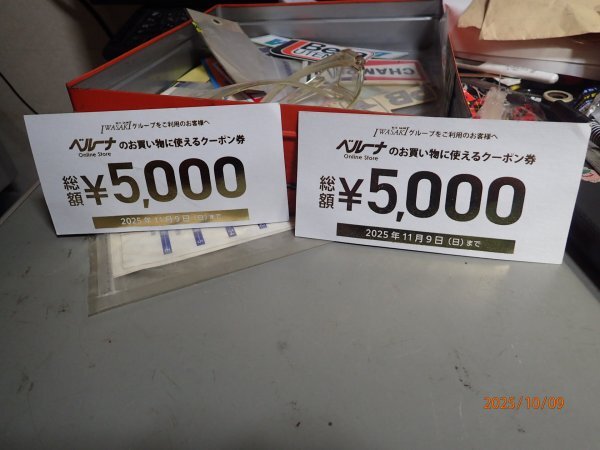 Bell
CHAM
IWASAKIグループをご利用のお客様へ
ベルーナのお買い物に使えるクーポン券
Online Store
総額 ¥5,000
2025年11月9日(日)まで
IWASAKIグループをご利用のお客様へ
ベルーナのお買い物に使えるクーポン券
Online Store
総額 ¥5,000
2025年11月9日(日)まで
2025/10/09